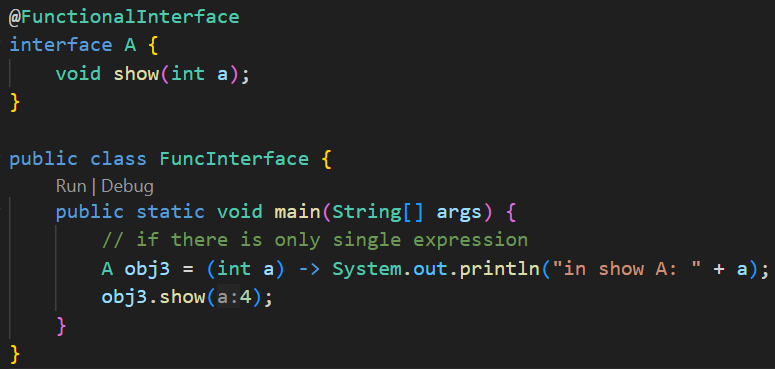 @FunctionalInterface
interface A {
    void show(int a);
}

public class FuncInterface {
    Run | Debug
    public static void main(String[] args) {
        // if there is only single expression
        A obj3 = (int a) -> System.out.println("in show A: " + a);
        obj3.show(a:4);
    }
}